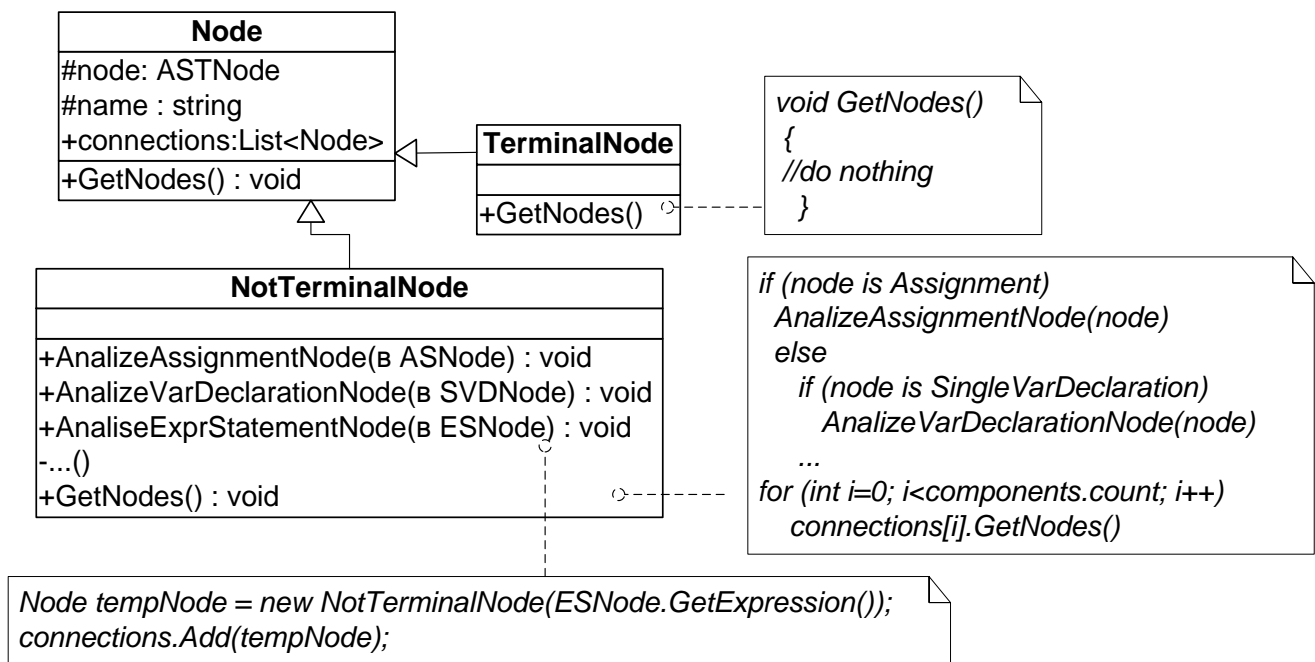 Node
#node: ASTNode
#name : string
+connections:List<Node>
+GetNodes() : void
TerminalNode
+GetNodes()
void GetNodes()
{
//do nothing
}
NotTerminalNode
+AnalizeAssignmentNode(в ASNode) : void
+AnalizeVarDeclarationNode(в SVDNode) : void
+AnaliseExprStatementNode(в ESNode) : void
-...()
+GetNodes() : void
if (node is Assignment)
AnalizeAssignmentNode(node)
else
if (node is SingleVarDeclaration)
AnalizeVarDeclarationNode(node)
...
for (int i=0; i<components.count; i++)
connections[i].GetNodes()
Node tempNode = new NotTerminalNode(ESNode.GetExpression());
connections.Add(tempNode);